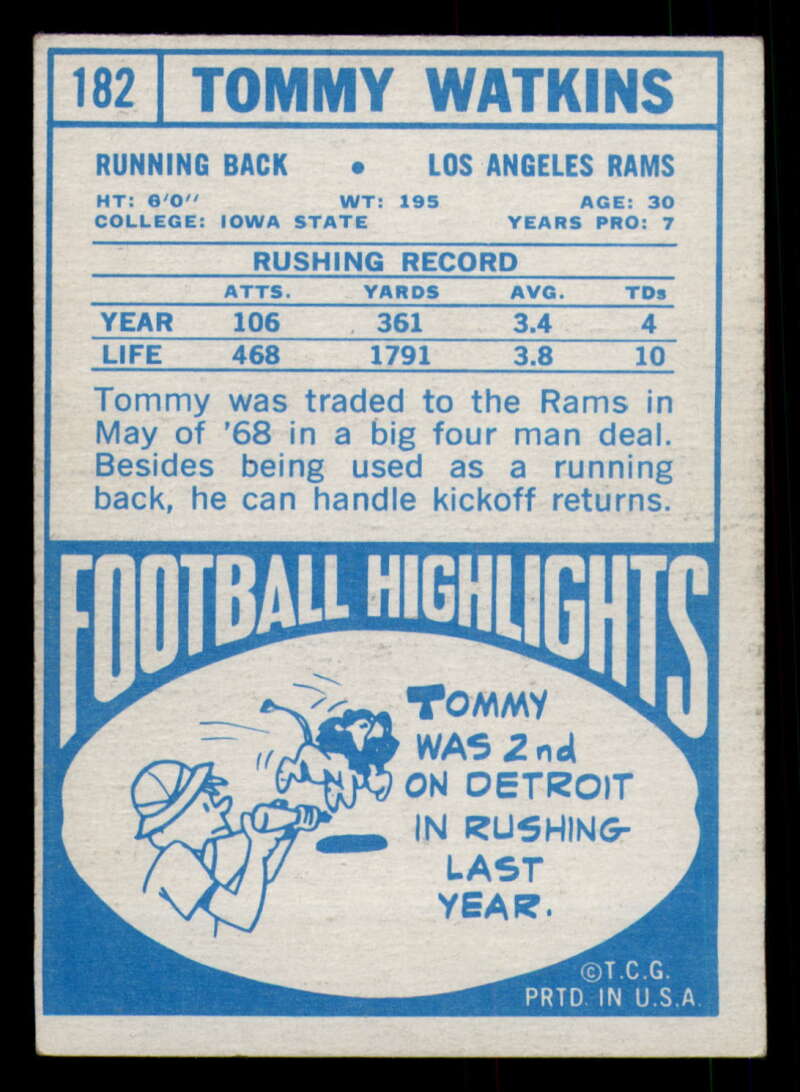 182 TOMMY WATKINS
RUNNING BACK • LOS ANGELES RAMS
HT: 6'0'' WT: 195 AGE: 30
COLLEGE: IOWA STATE YEARS PRO: 7
RUSHING RECORD
ATTS. YARDS AVG. TDs
YEAR 106 361 3.4 4
LIFE 468 1791 3.8 10
Tommy was traded to the Rams in
May of '68 in a big four man deal.
Besides being used as a running
back, he can handle kickoff returns.
FOOTBALL HIGHLIGHTS
TOMMY
WAS 2nd
ON DETROIT
IN RUSHING
LAST
YEAR.
©T.C.G.
PRTD. IN U.S.A.